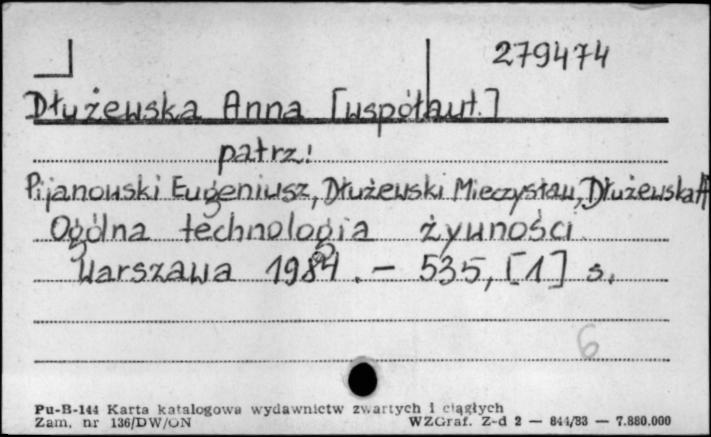 279474
Dłużewska Anna [współaut.]
patrz:
Pijanowski Eugeniusz, Dłużewski Mieczysław, Dłużewska A
Ogólna technologia żywności
Warszawa 1984. – 535, [1] s.
6
Pu-B-144 Karta katalogowa wydawnictw zwartych i ciągłych
Zam. nr 136/DW/ON WZGraf. Z-d 2 — 844/83 — 7.880.000